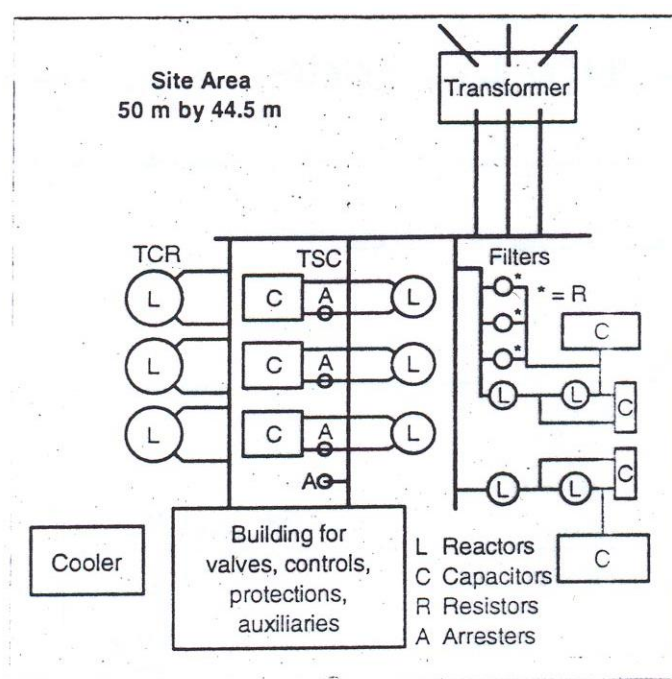 Site Area
50 m by 44.5 m
Transformer
TCR
TSC
Filters
L
C
A
L
*
* = R
*
*
C
L
C
A
L
L
L
C
L
C
A
L
A
L
L
C
C
Cooler
Building for
valves, controls,
protections,
auxiliaries
L Reactors
C Capacitors
R Resistors
A Arresters